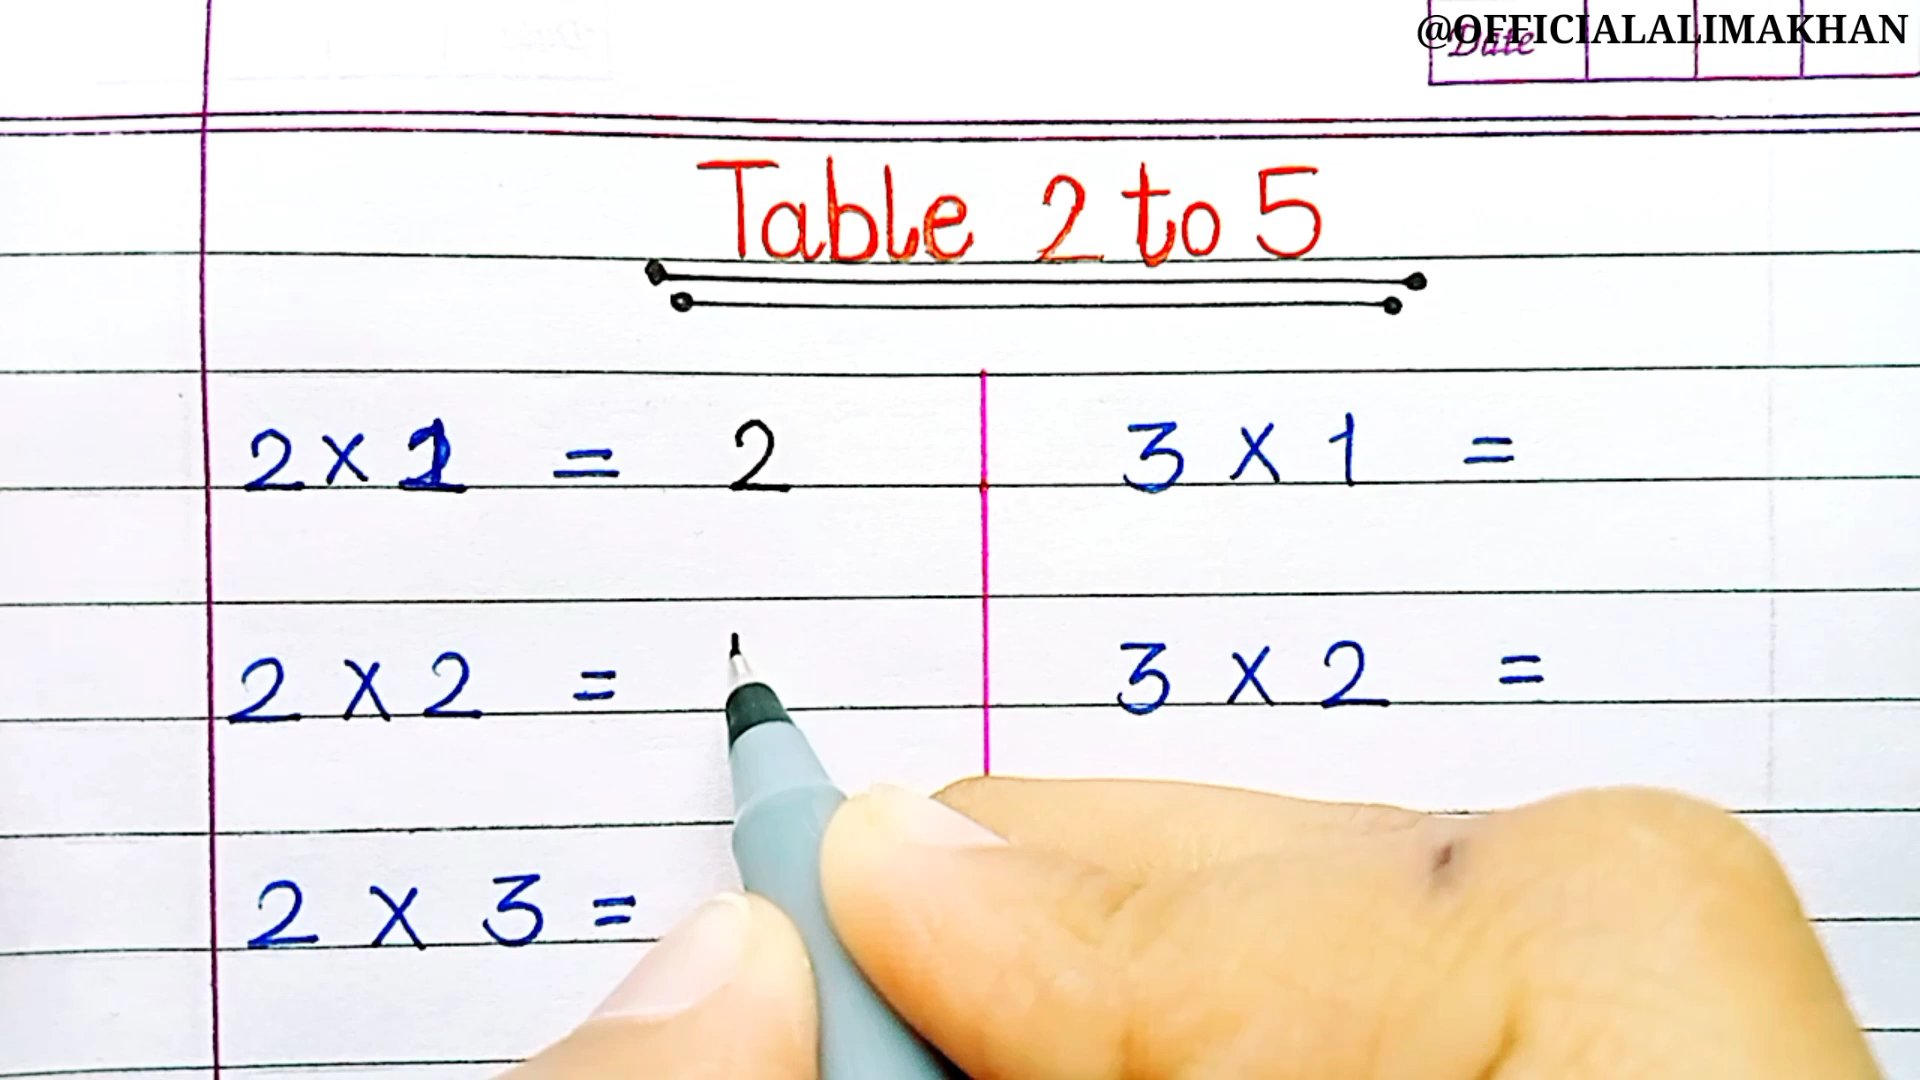 @OFFICIALALIMAKHAN
Date
Table 2 to 5
2 × 1 = 2
3 × 1 =
2 × 2 =
3 × 2 =
2 × 3 =